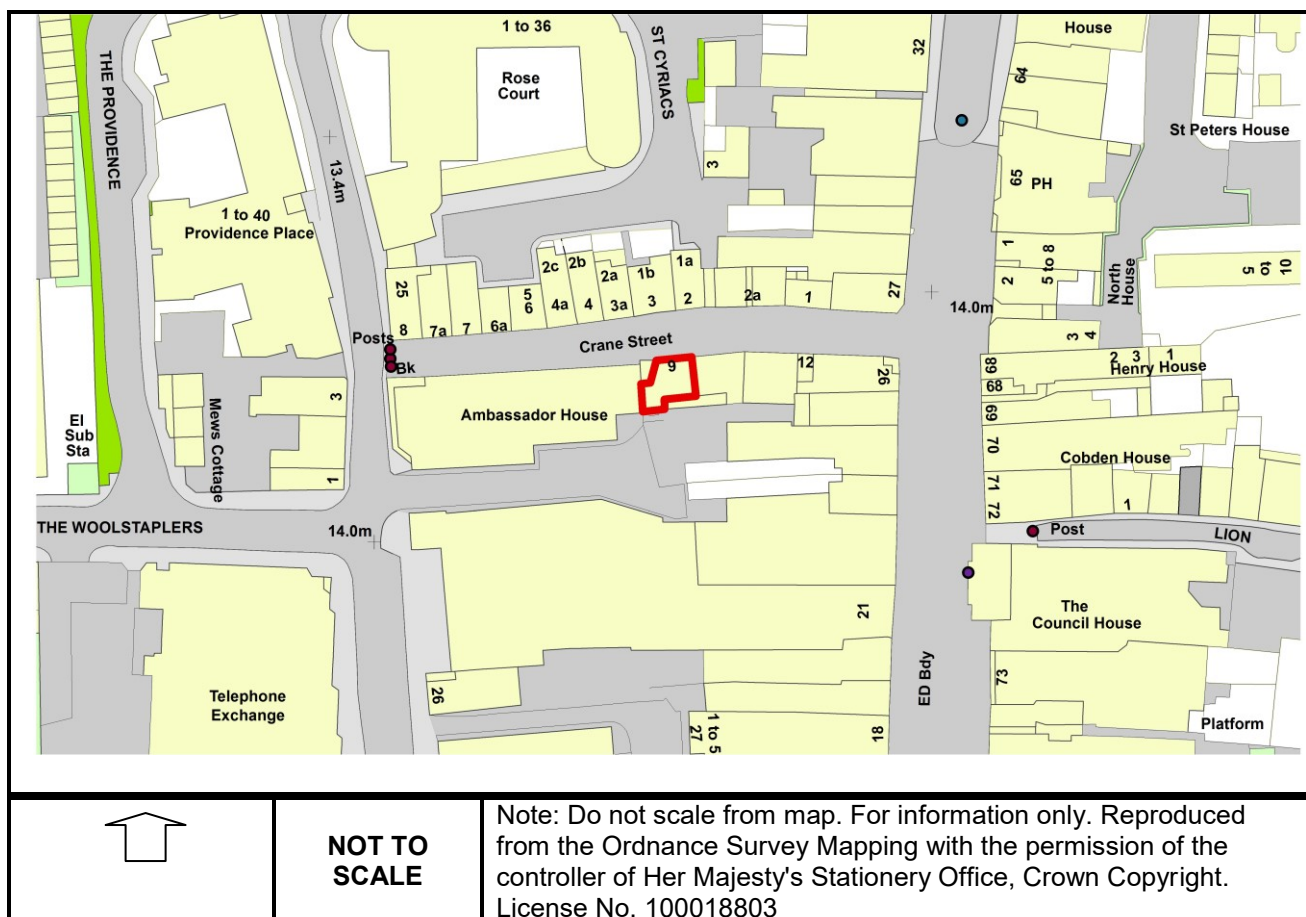 1 to 36
Rose
Court
ST CYRIACS
32
House
64
St Peters House
THE PROVIDENCE
13.4m
3
65
PH
1 to 40
Providence Place
1
2
5 to 8
North
House
5
to
10
25
8
7a
7
6a
5
6
2c
4a
2b
4
2a
3a
1b
3
1a
2
2a
1
27
14.0m
3
4
Posts
Bk
Crane Street
9
12
26
68
68
69
70
71
72
2
3
1
Henry House
El
Sub
Sta
Mews Cottage
3
1
Ambassador House
Cobden House
1
THE WOOLSTAPLERS
14.0m
Post
LION
Telephone
Exchange
26
21
The
Council House
ED Bdy
73
1 to 5
27
18
Platform
NOT TO
SCALE
Note: Do not scale from map. For information only. Reproduced
from the Ordnance Survey Mapping with the permission of the
controller of Her Majesty's Stationery Office, Crown Copyright.
License No. 100018803